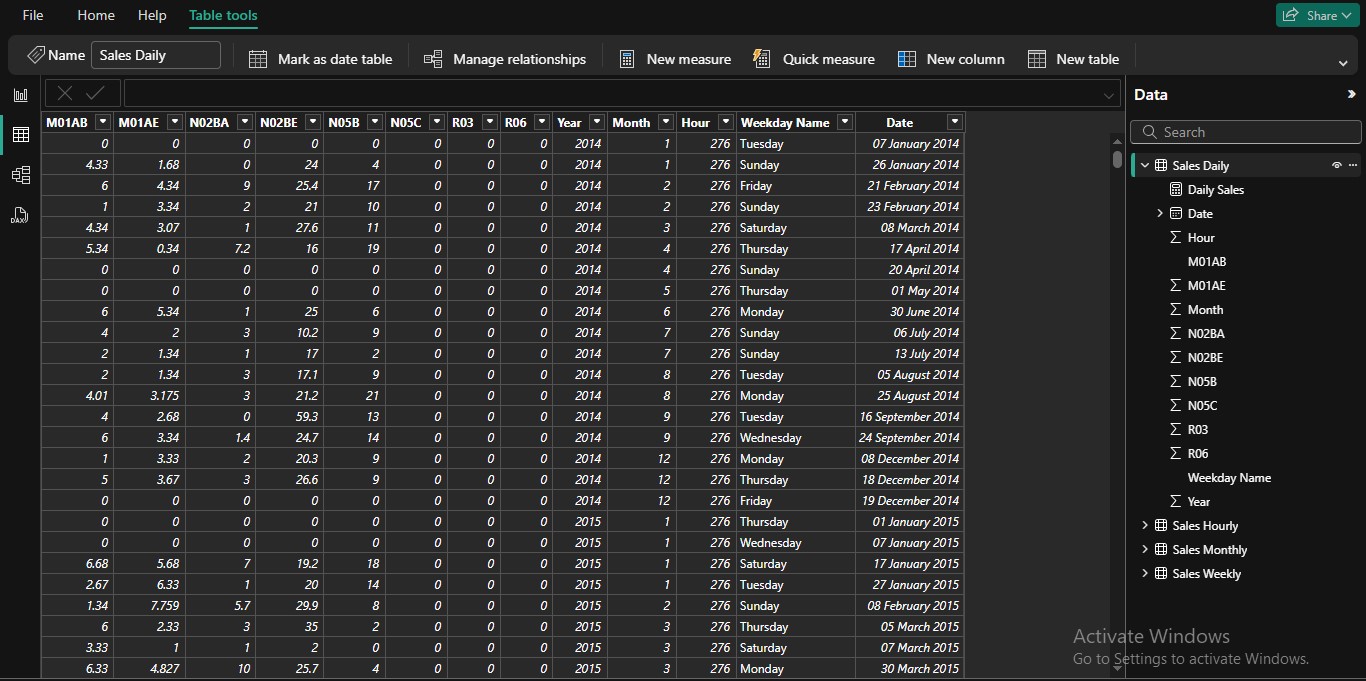 File Home Help Table tools Share
Name Sales Daily Mark as date table Manage relationships New measure Quick measure New column New table
Data
Search
M01AB M01AE N02BA N02BE N05B N05C R03 R06 Year Month Hour Weekday Name Date
0 0 0 0 0 0 0 0 2014 1 276 Tuesday 07 January 2014
4.33 1.68 0 24 4 0 0 0 2014 1 276 Sunday 26 January 2014
6 4.34 9 25.4 17 0 0 0 2014 2 276 Friday 21 February 2014
1 3.34 2 21 10 0 0 0 2014 2 276 Sunday 23 February 2014
4.34 3.07 1 27.6 11 0 0 0 2014 3 276 Saturday 08 March 2014
5.34 0.34 7.2 16 19 0 0 0 2014 4 276 Thursday 17 April 2014
0 0 0 0 0 0 0 0 2014 4 276 Sunday 20 April 2014
0 0 0 0 0 0 0 0 2014 5 276 Thursday 01 May 2014
6 5.34 1 25 6 0 0 0 2014 6 276 Monday 30 June 2014
4 2 3 10.2 9 0 0 0 2014 7 276 Sunday 06 July 2014
2 1.34 1 17 2 0 0 0 2014 7 276 Sunday 13 July 2014
2 1.34 3 17.1 9 0 0 0 2014 8 276 Tuesday 05 August 2014
4.01 3.175 3 21.2 21 0 0 0 2014 8 276 Monday 25 August 2014
4 2.68 0 59.3 13 0 0 0 2014 9 276 Tuesday 16 September 2014
6 3.34 1.4 24.7 14 0 0 0 2014 9 276 Wednesday 24 September 2014
1 3.33 2 20.3 9 0 0 0 2014 12 276 Monday 08 December 2014
5 3.67 3 26.6 9 0 0 0 2014 12 276 Thursday 18 December 2014
0 0 0 0 0 0 0 0 2014 12 276 Friday 19 December 2014
0 0 0 0 0 0 0 0 2015 1 276 Thursday 01 January 2015
0 0 0 0 0 0 0 0 2015 1 276 Wednesday 07 January 2015
6.68 5.68 7 19.2 18 0 0 0 2015 1 276 Saturday 17 January 2015
2.67 6.33 1 20 14 0 0 0 2015 1 276 Tuesday 27 January 2015
1.34 7.759 5.7 29.9 8 0 0 0 2015 2 276 Sunday 08 February 2015
6 2.33 3 35 2 0 0 0 2015 3 276 Thursday 05 March 2015
3.33 1 1 2 0 0 0 0 2015 3 276 Saturday 07 March 2015
6.33 4.827 10 25.7 4 0 0 0 2015 3 276 Monday 30 March 2015
DAX
Sales Daily
Daily Sales
Date
Hour
M01AB
M01AE
Month
N02BA
N02BE
N05B
N05C
R03
R06
Weekday Name
Year
Sales Hourly
Sales Monthly
Sales Weekly
Activate Windows
Go to Settings to activate Windows.